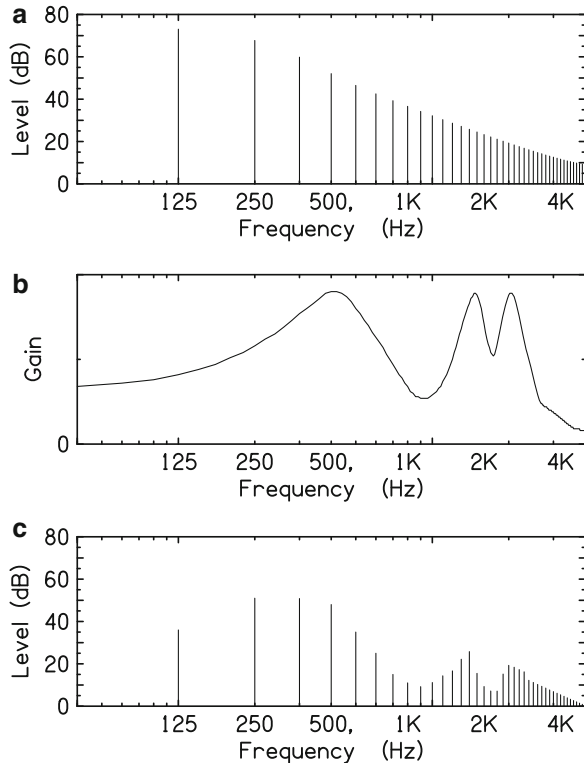 a
80
60
40
20
0
Level (dB)
125 250 500, 1K 2K 4K
Frequency (Hz)
b
Gain
0
125 250 500, 1K 2K 4K
Frequency (Hz)
c
80
60
40
20
0
Level (dB)
125 250 500, 1K 2K 4K
Frequency (Hz)